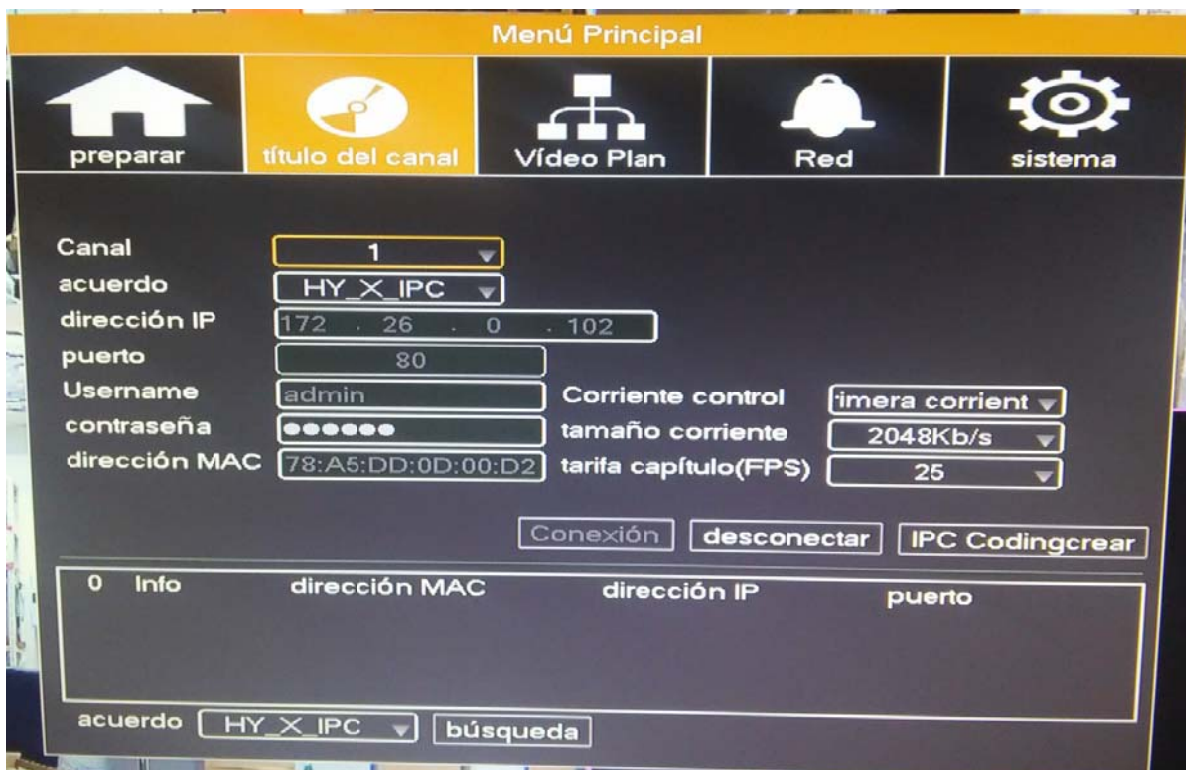 Menú Principal
preparar
título del canal
Vídeo Plan
Red
sistema
Canal 1
acuerdo HY_X_IPC
dirección IP 172 . 26 . 0 . 102
puerto 80
Username admin
contraseña ●●●●●●
dirección MAC 78:A5:DD:0D:00:D2
Corriente control imera corrient
tamaño corriente 2048Kb/s
tarifa capítulo(FPS) 25
Conexión desconectar IPC Codingcrear
0 Info dirección MAC dirección IP puerto
acuerdo HY_X_IPC búsqueda